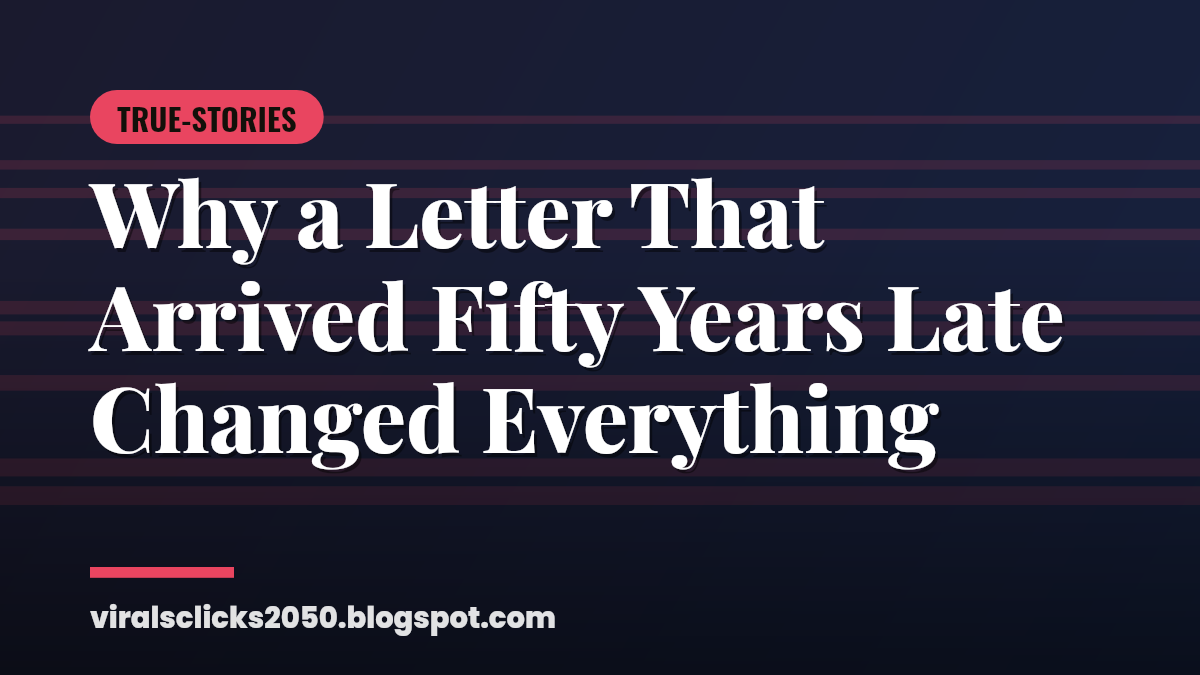 TRUE-STORIES
Why a Letter That
Arrived Fifty Years Late
Changed Everything
viralsclicks2050.blogspot.com